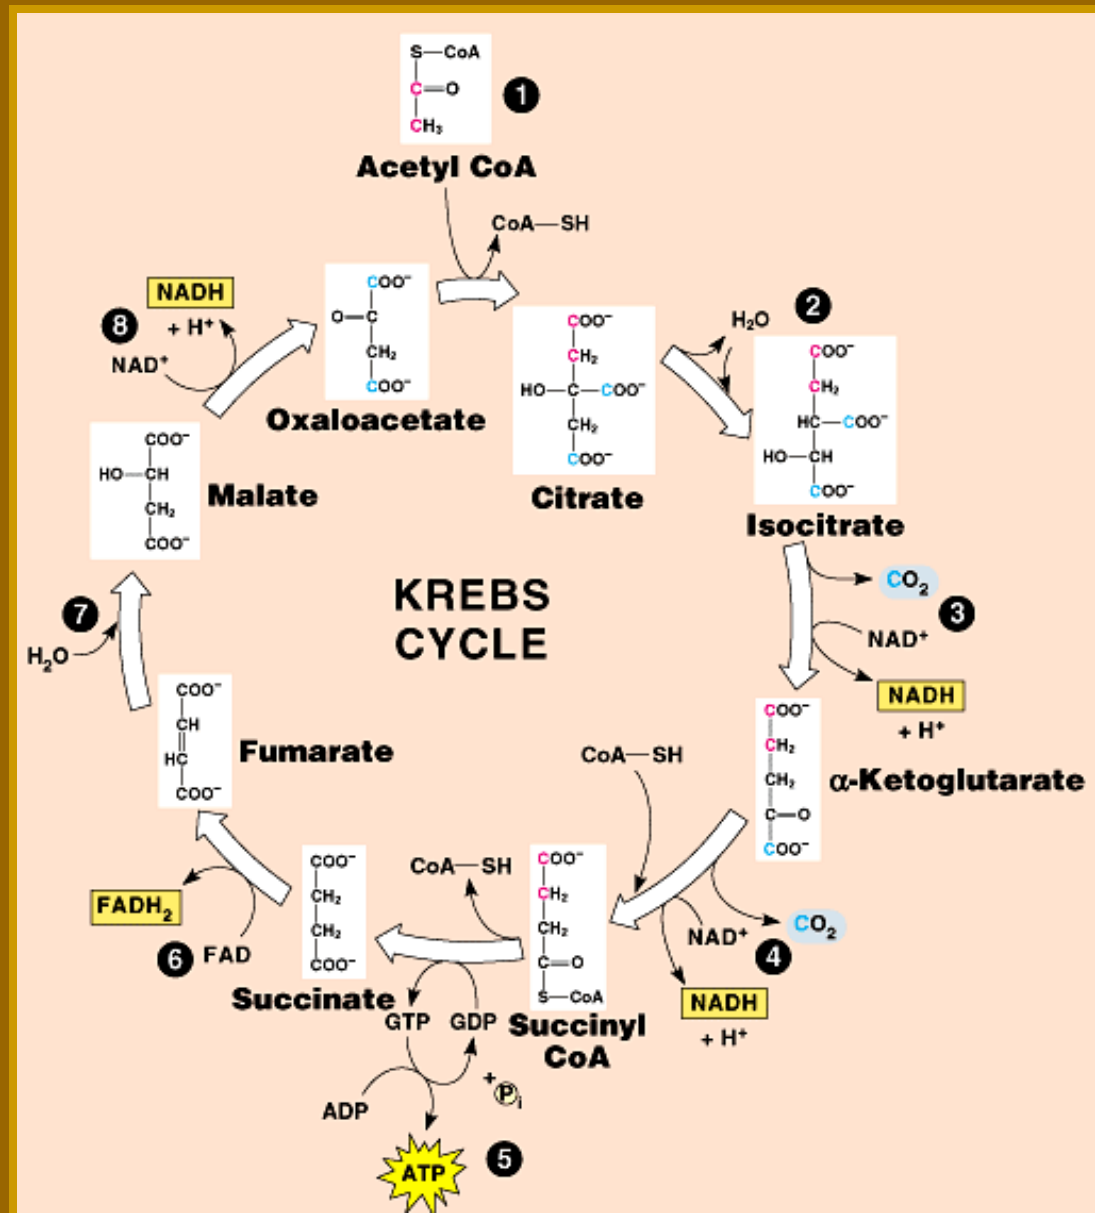 S—CoA
C=O
CH₃
1
Acetyl CoA
CoA—SH
COO⁻
O=C
CH₂
COO⁻
Oxaloacetate
NADH
+ H⁺
8
NAD⁺
COO⁻
CH₂
HO—C—COO⁻
CH₂
COO⁻
Citrate
H₂O
2
COO⁻
CH₂
HC—COO⁻
HO—CH
COO⁻
Isocitrate
COO⁻
HO—CH
CH₂
COO⁻
Malate
KREBS
CYCLE
CO₂
3
NAD⁺
NADH
+ H⁺
7
H₂O
COO⁻
CH
HC
COO⁻
Fumarate
COO⁻
CH₂
CH₂
C=O
COO⁻
α-Ketoglutarate
CoA—SH
CO₂
NAD⁺
4
NADH
+ H⁺
COO⁻
CH₂
CH₂
C=O
S—CoA
Succinyl
CoA
CoA—SH
COO⁻
CH₂
CH₂
COO⁻
Succinate
FADH₂
6
FAD
GTP
GDP
+
Pi
ADP
ATP
5